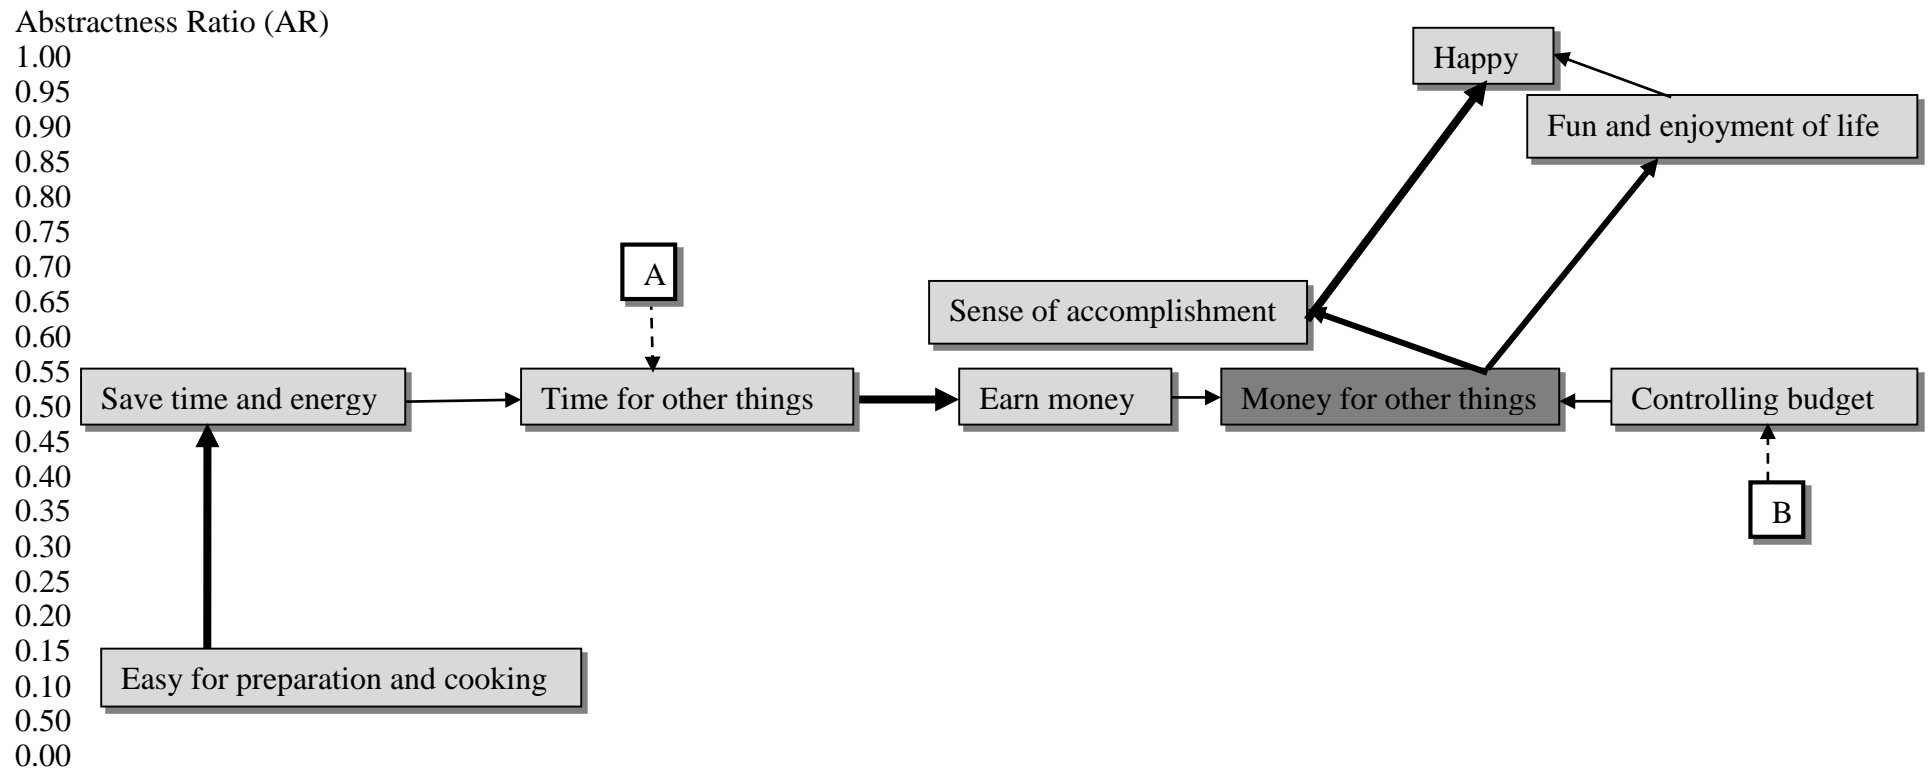 Abstractness Ratio (AR)
1.00
Happy
0.95
0.90
Fun and enjoyment of life
0.85
0.80
0.75
0.70
A
0.65
Sense of accomplishment
0.60
0.55
Save time and energy
Time for other things
Earn money
Money for other things
Controlling budget
0.50
0.45
0.40
0.35
B
0.30
0.25
0.20
0.15
Easy for preparation and cooking
0.10
0.50
0.00